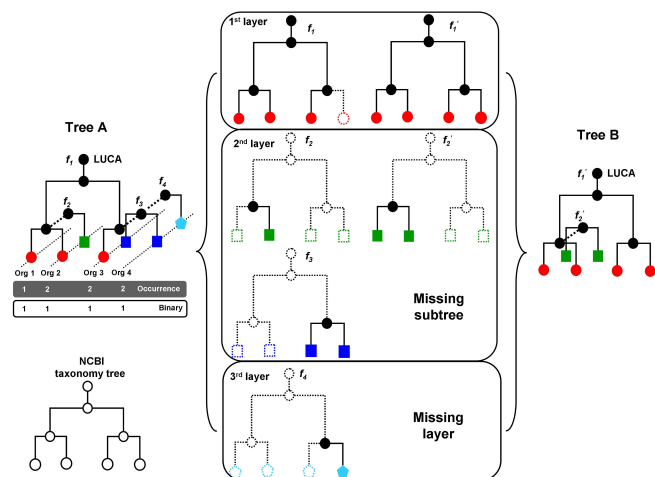 1st layer
f1
f1'
Tree A
f1 LUCA
f2
f3
f4
Org 1 Org 2 Org 3 Org 4
1 2 2 2 Occurrence
1 1 1 1 Binary
NCBI
taxonomy tree
2nd layer
f2
f2'
f3
Missing
subtree
3rd layer
f4
Missing
layer
Tree B
f1' LUCA
f2'